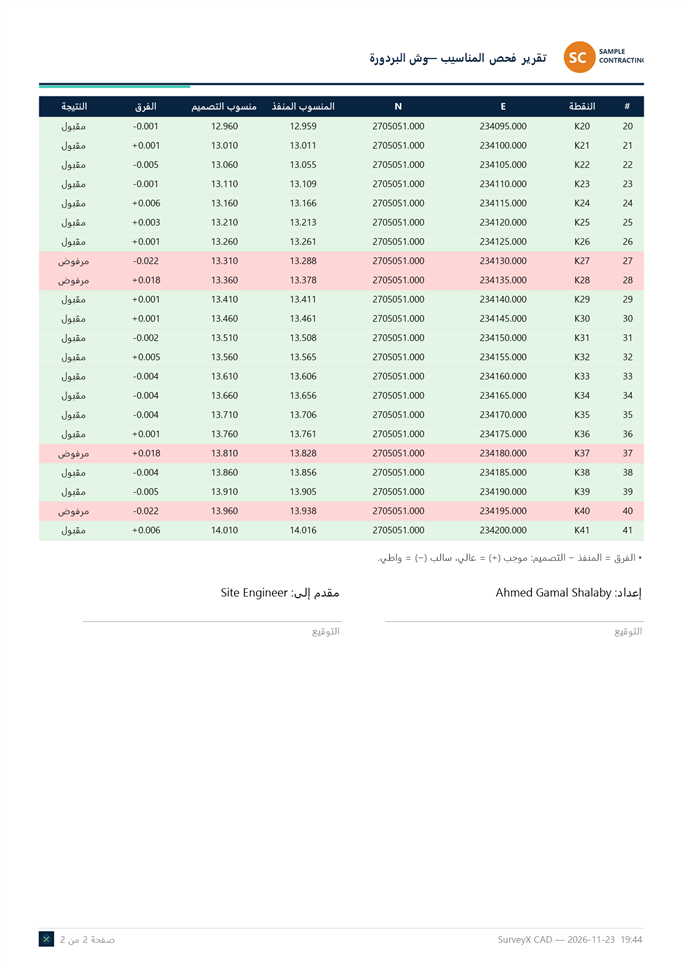 SC SAMPLE
CONTRACTING
تقرير فحص المناسيب —وش البردورة
# النقطة E N المنسوب المنفذ منسوب التصميم الفرق النتيجة
20 K20 234095.000 2705051.000 12.959 12.960 -0.001 مقبول
21 K21 234100.000 2705051.000 13.011 13.010 +0.001 مقبول
22 K22 234105.000 2705051.000 13.055 13.060 -0.005 مقبول
23 K23 234110.000 2705051.000 13.109 13.110 -0.001 مقبول
24 K24 234115.000 2705051.000 13.166 13.160 +0.006 مقبول
25 K25 234120.000 2705051.000 13.213 13.210 +0.003 مقبول
26 K26 234125.000 2705051.000 13.261 13.260 +0.001 مقبول
27 K27 234130.000 2705051.000 13.288 13.310 -0.022 مرفوض
28 K28 234135.000 2705051.000 13.378 13.360 +0.018 مرفوض
29 K29 234140.000 2705051.000 13.411 13.410 +0.001 مقبول
30 K30 234145.000 2705051.000 13.461 13.460 +0.001 مقبول
31 K31 234150.000 2705051.000 13.508 13.510 -0.002 مقبول
32 K32 234155.000 2705051.000 13.565 13.560 +0.005 مقبول
33 K33 234160.000 2705051.000 13.606 13.610 -0.004 مقبول
34 K34 234165.000 2705051.000 13.656 13.660 -0.004 مقبول
35 K35 234170.000 2705051.000 13.706 13.710 -0.004 مقبول
36 K36 234175.000 2705051.000 13.761 13.760 +0.001 مقبول
37 K37 234180.000 2705051.000 13.828 13.810 +0.018 مرفوض
38 K38 234185.000 2705051.000 13.856 13.860 -0.004 مقبول
39 K39 234190.000 2705051.000 13.905 13.910 -0.005 مقبول
40 K40 234195.000 2705051.000 13.938 13.960 -0.022 مرفوض
41 K41 234200.000 2705051.000 14.016 14.010 +0.006 مقبول
• الفرق = المنفذ − التصميم: موجب (+) = عالي، سالب (−) = واطي.
إعداد: Ahmed Gamal Shalaby
مقدم إلى: Site Engineer
التوقيع
التوقيع
SurveyX CAD — 2026-11-23 19:44
صفحة 2 من 2